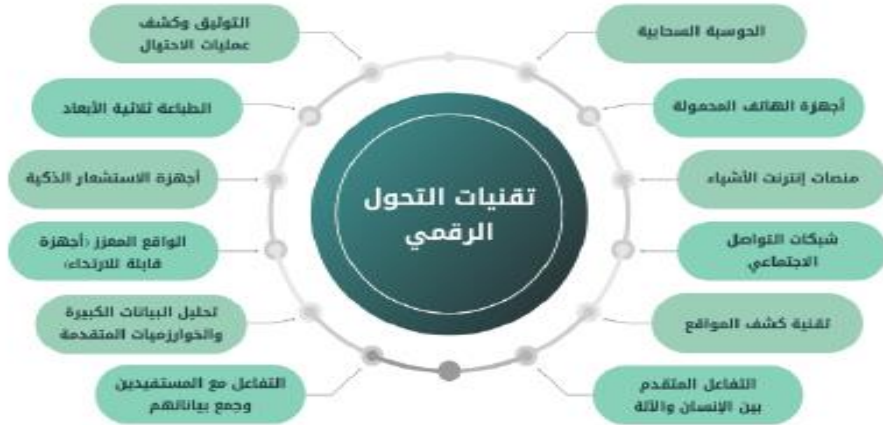 تقنيات التحول
الرقمي
الحوسبة السحابية
أجهزة الهاتف المحمولة
منصات إنترنت الأشياء
شبكات التواصل
الاجتماعي
تقنية كشف المواقع
التفاعل المتقدم
بين الإنسان والآلة
التوثيق وكشف
عمليات الاحتيال
الطباعة ثلاثية الأبعاد
أجهزة الاستشعار الذكية
الواقع المعزز (أجهزة
قابلة للارتداء)
تحليل البيانات الكبيرة
والخوارزميات المتقدمة
التفاعل مع المستفيدين
وجمع بياناتهم